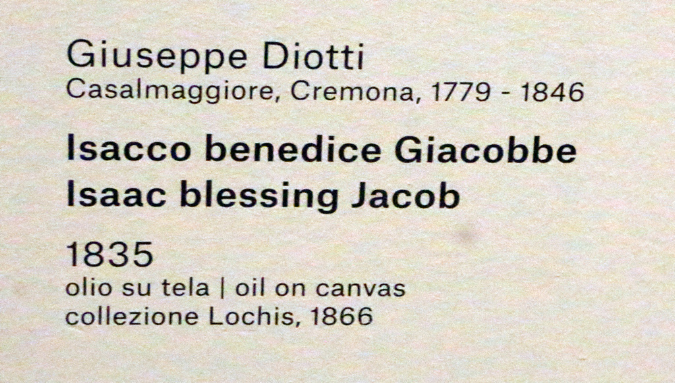 Giuseppe Diotti
Casalmaggiore, Cremona, 1779 - 1846
Isacco benedice Giacobbe
Isaac blessing Jacob
1835
olio su tela | oil on canvas
collezione Lochis, 1866